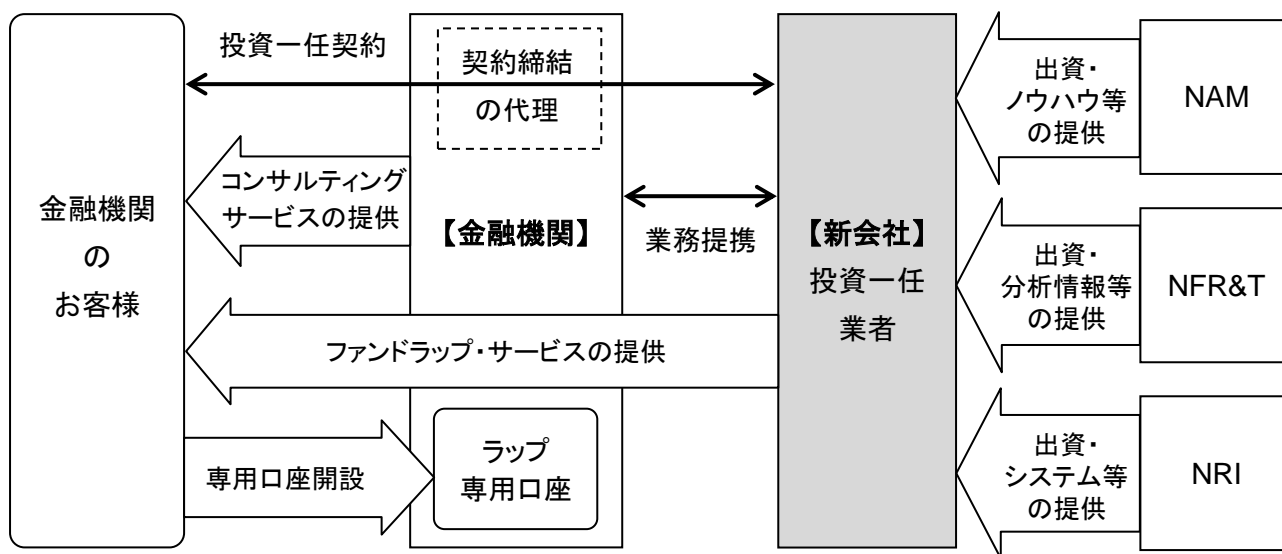 投資一任契約
契約締結
の代理
出資・
ノウハウ等
の提供
NAM
コンサルティング
サービスの提供
金融機関
の
お客様
【金融機関】
業務提携
【新会社】
投資一任
業者
出資・
分析情報等
の提供
NFR&T
ファンドラップ・サービスの提供
専用口座開設
ラップ
専用口座
出資・
システム等
の提供
NRI